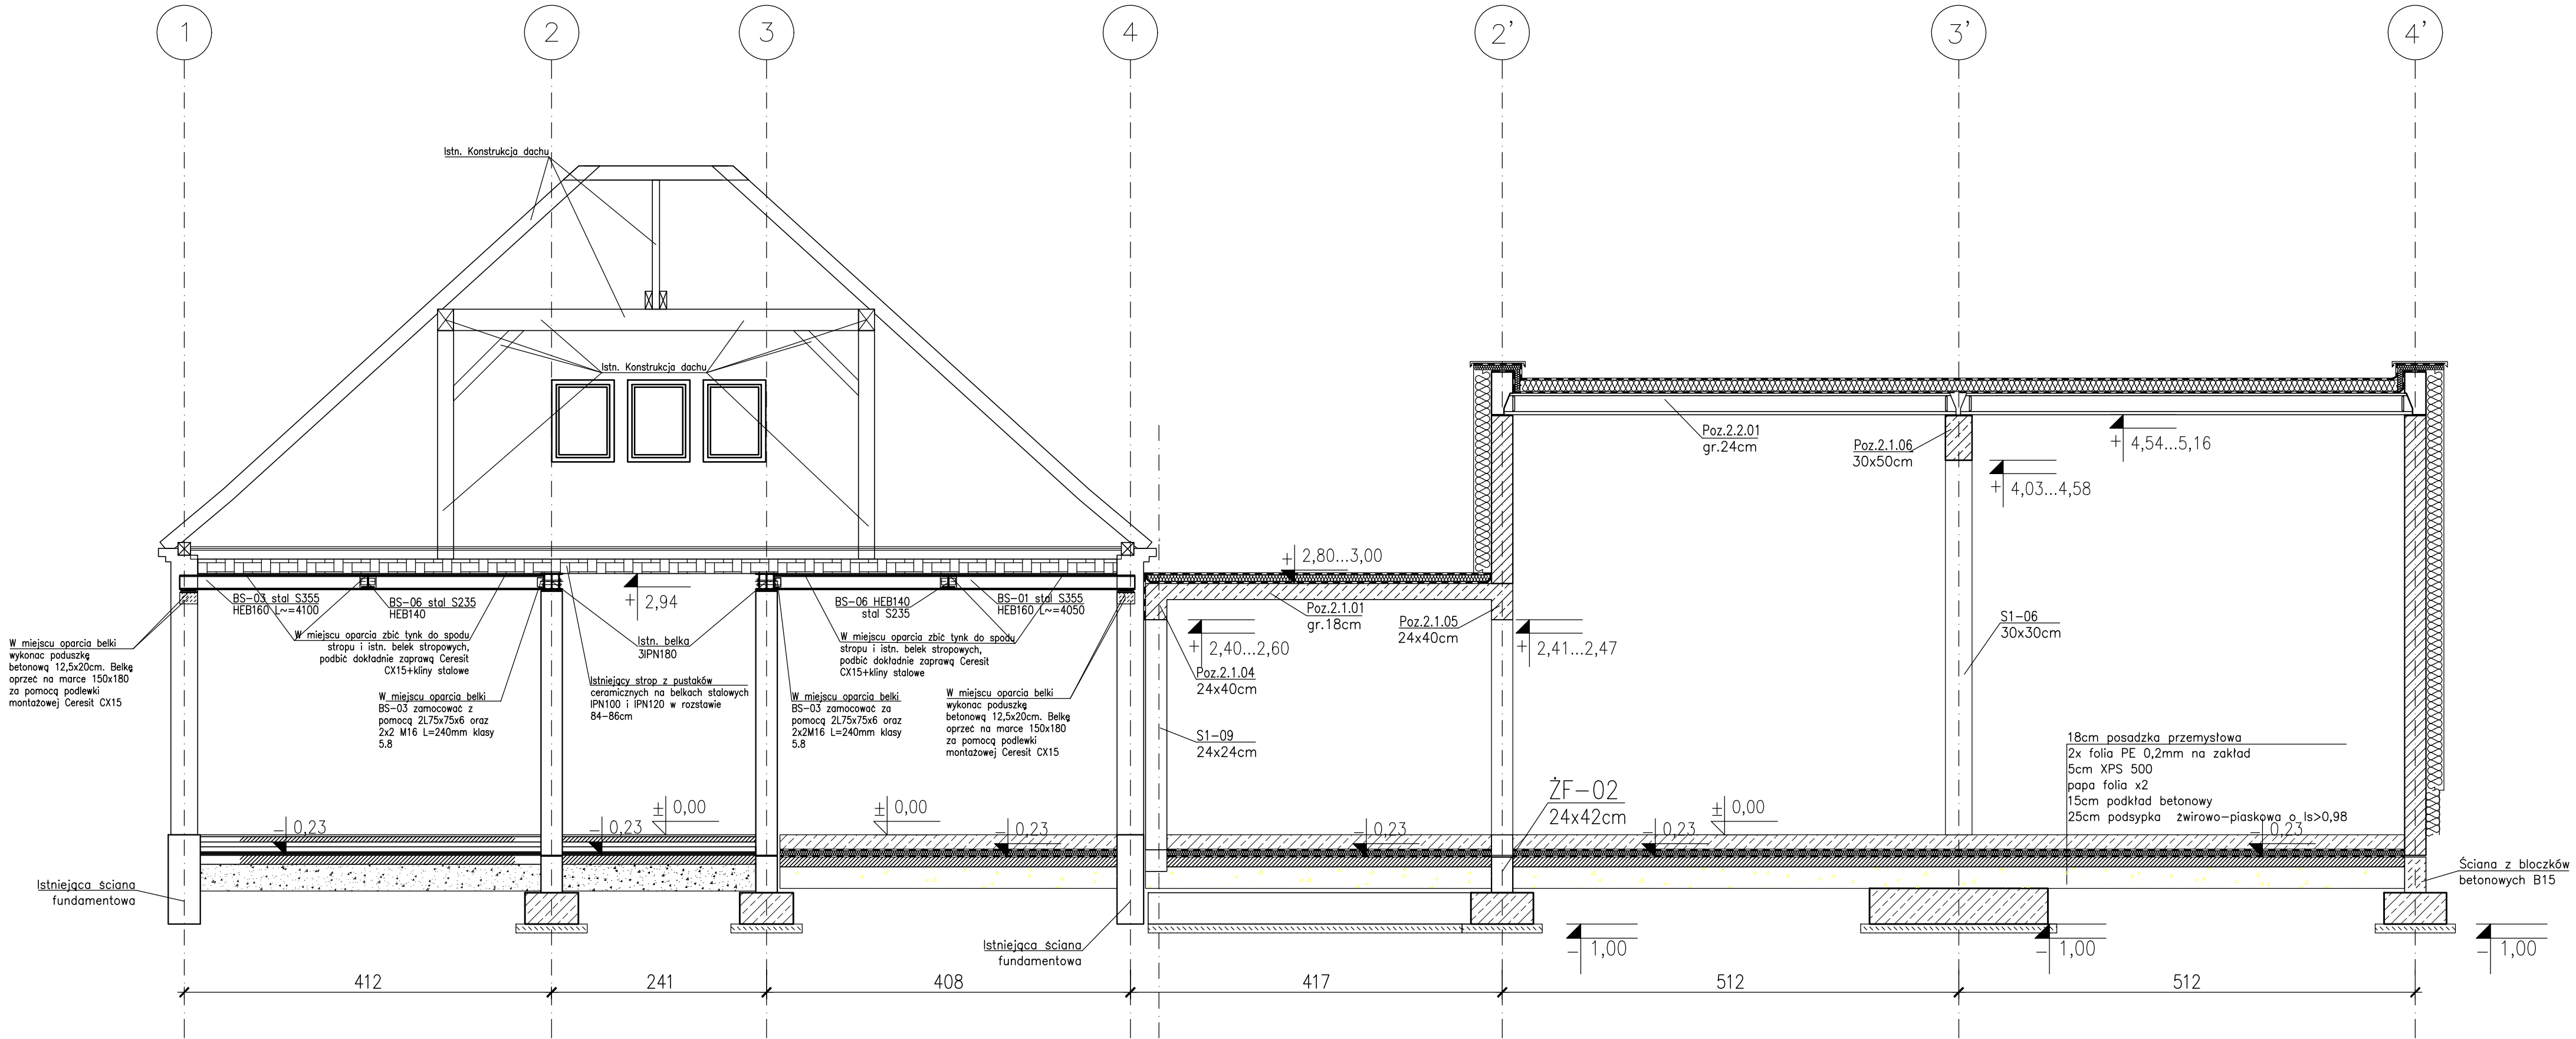 1
2
3
4
2'
3'
4'
Istn. Konstrukcja dachu
Istn. Konstrukcja dachu
Poz.2.2.01
gr.24cm
Poz.2.1.06
30x50cm
+ 4,54...5,16
+ 4,03...4,58
+ 2,80...3,00
BS-03 stal S355
HEB160 L~=4100
BS-06 stal S235
HEB140
+ 2,94
BS-06 HEB140
stal S235
BS-01 stal S355
HEB160 L~=4050
Poz.2.1.01
gr.18cm
Poz.2.1.05
24x40cm
S1-06
30x30cm
W miejscu oparcia belki
wykonac poduszkę
betonową 12,5x20cm. Belkę
oprzeć na marce 150x180
za pomocą podlewki
montażowej Ceresit CX15
W miejscu oparcia zbić tynk do spodu
stropu i istn. belek stropowych,
podbić dokładnie zaprawą Ceresit
CX15+kliny stalowe
Istn. belka
3IPN180
W miejscu oparcia zbić tynk do spodu
stropu i istn. belek stropowych,
podbić dokładnie zaprawą Ceresit
CX15+kliny stalowe
+ 2,40...2,60
+ 2,41...2,47
Poz.2.1.04
24x40cm
W miejscu oparcia belki
BS-03 zamocować z
pomocą 2L75x75x6 oraz
2x2 M16 L=240mm klasy
5.8
Istniejący strop z pustaków
ceramicznych na belkach stalowych
IPN100 i IPN120 w rozstawie
84-86cm
W miejscu oparcia belki
BS-03 zamocować za
pomocą 2L75x75x6 oraz
2x2M16 L=240mm klasy
5.8
W miejscu oparcia belki
wykonac poduszkę
betonową 12,5x20cm. Belkę
oprzeć na marce 150x180
za pomocą podlewki
montażowej Ceresit CX15
S1-09
24x24cm
18cm posadzka przemysłowa
2x folia PE 0,2mm na zakład
5cm XPS 500
papa folia x2
15cm podkład betonowy
25cm podsypka żwirowo-piaskowa o Is>0,98
ŻF-02
24x42cm
± 0,00
± 0,00
± 0,00
- 0,23
- 0,23
- 0,23
- 0,23
- 0,23
- 0,23
Istniejąca ściana
fundamentowa
Ściana z bloczków
betonowych B15
Istniejąca ściana
fundamentowa
- 1,00
- 1,00
- 1,00
412
241
408
417
512
512